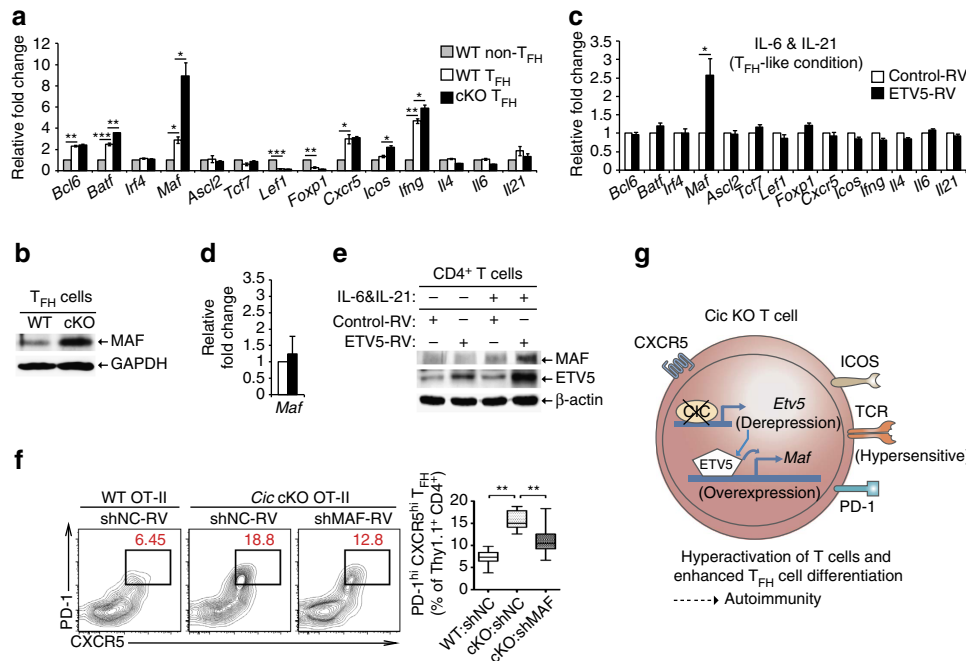 a
Relative fold change
12
10
8
6
4
2
0
WT non-TFH
WT TFH
cKO TFH
** *** ** * * *** ** * * ** *
Bcl6 Batf Irf4 Maf Ascl2 Tcf7 Lef1 Foxp1 Cxcr5 Icos Ifng Il4 Il6 Il21
c
Relative fold change
3.5
3
2.5
2
1.5
1
0.5
0
IL-6 & IL-21
(TFH-like condition)
Control-RV
ETV5-RV
*
Bcl6 Batf Irf4 Maf Ascl2 Tcf7 Lef1 Foxp1 Cxcr5 Icos Ifng Il4 Il6 Il21
b
TFH cells
WT cKO
←MAF
←GAPDH
d
Relative
fold change
3.5
3
2.5
2
1.5
1
0.5
0
Maf
e
CD4+ T cells
IL-6&IL-21: – – + +
Control-RV: + – + –
ETV5-RV: – + – +
←MAF
←ETV5
←β-actin
f
WT OT-II
Cic cKO OT-II
shNC-RV shNC-RV shMAF-RV
6.45 18.8 12.8
PD-1
CXCR5
PD-1hi CXCR5hi TFH
(% of Thy1.1+ CD4+)
20
15
10
5
0
** **
WT:shNC
cKO:shNC
cKO:shMAF
g
Cic KO T cell
CXCR5
ICOS
TCR
(Hypersensitive)
PD-1
CIC
Etv5
(Derepression)
ETV5
Maf
(Overexpression)
Hyperactivation of T cells and
enhanced TFH cell differentiation
Autoimmunity